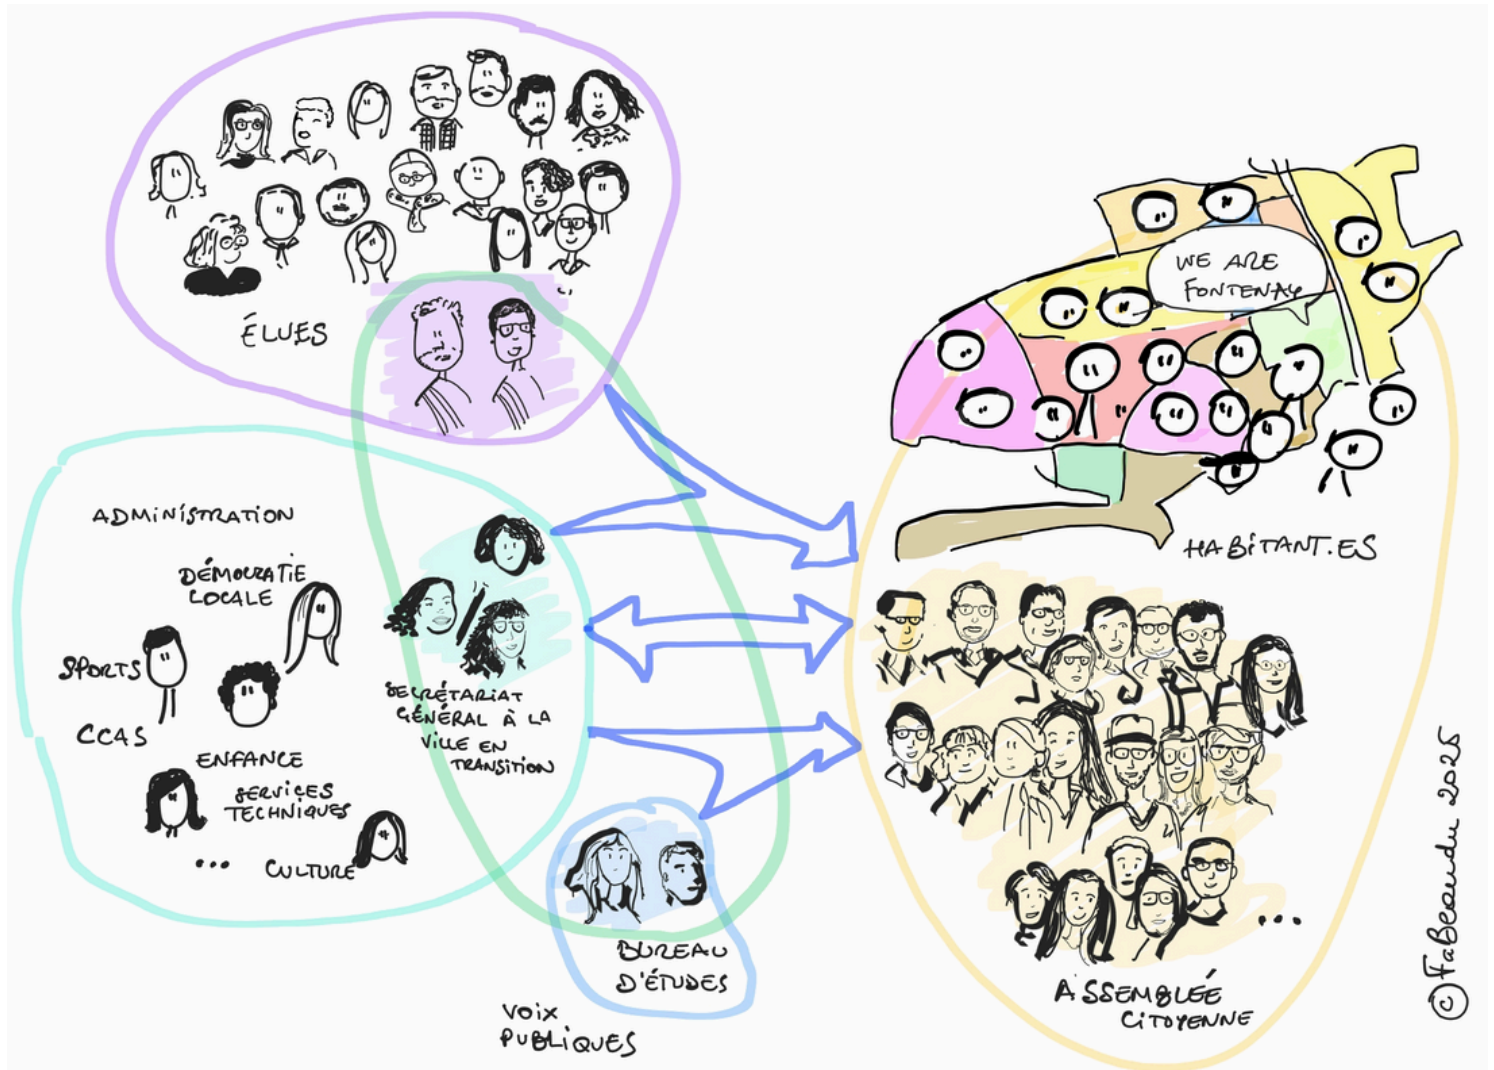 ÉLUES
WE ARE
FONTENAY
HABITANT.ES
ADMINISTRATION
DÉMOCRATIE
LOCALE
SPORTS
CCAS
ENFANCE
SERVICES
TECHNIQUES
... CULTURE
SECRÉTARIAT
GÉNÉRAL À LA
VILLE EN
TRANSITION
BUREAU
D'ÉTUDES
VOIX
PUBLIQUES
...
ASSEMBLÉE
CITOYENNE
© FaBeaudu 2025